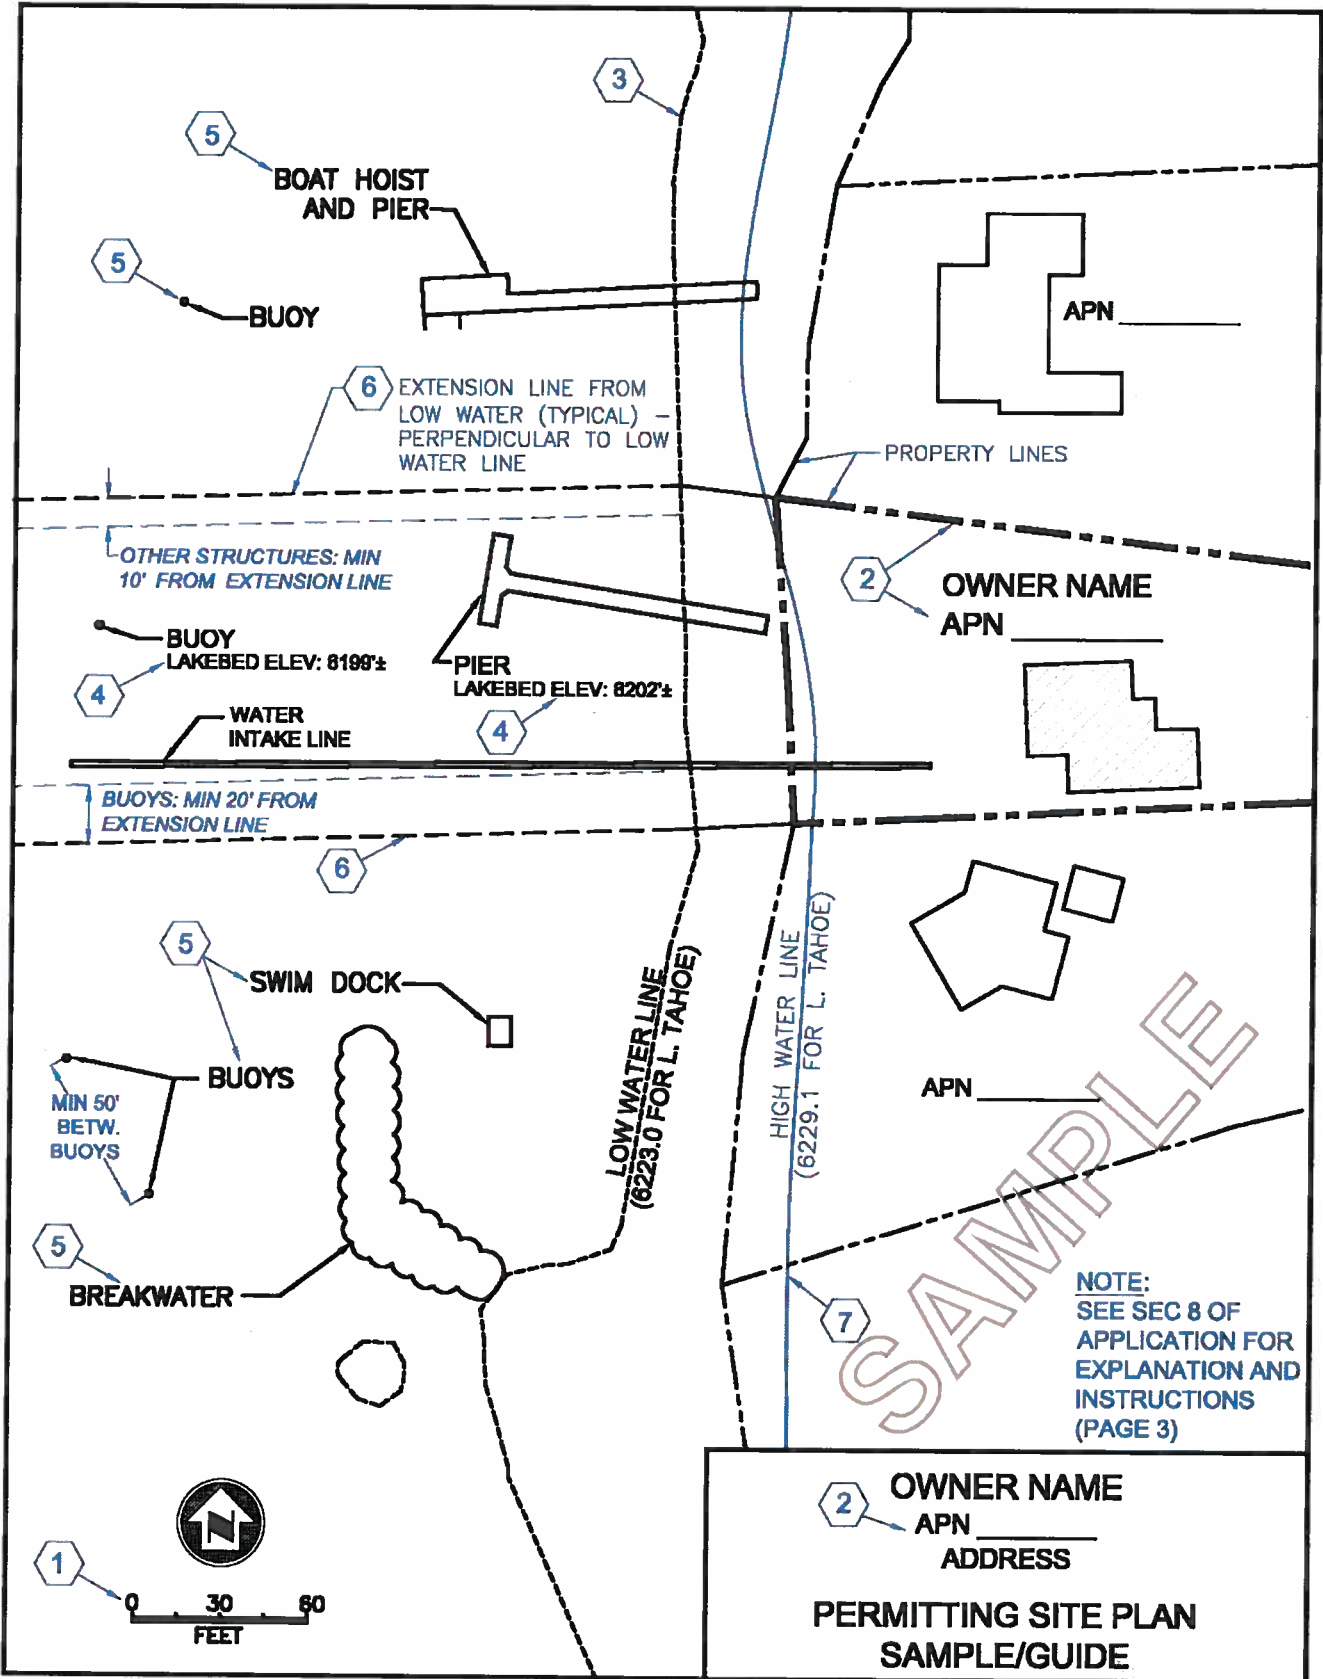 3
5
BOAT HOIST
AND PIER
5
BUOY
APN
6
EXTENSION LINE FROM
LOW WATER (TYPICAL) –
PERPENDICULAR TO LOW
WATER LINE
PROPERTY LINES
OTHER STRUCTURES: MIN
10' FROM EXTENSION LINE
2
OWNER NAME
APN
BUOY
LAKEBED ELEV: 6199'±
4
PIER
LAKEBED ELEV: 6202'±
4
WATER
INTAKE LINE
BUOYS: MIN 20' FROM
EXTENSION LINE
6
5
SWIM DOCK
LOW WATER LINE
(6223.0 FOR L. TAHOE)
HIGH WATER LINE
(6229.1 FOR L. TAHOE)
BUOYS
MIN 50'
BETW.
BUOYS
APN
5
BREAKWATER
7
SAMPLE
NOTE:
SEE SEC 8 OF
APPLICATION FOR
EXPLANATION AND
INSTRUCTIONS
(PAGE 3)
N
1
0 30 60
FEET
2
OWNER NAME
APN
ADDRESS
PERMITTING SITE PLAN
SAMPLE/GUIDE